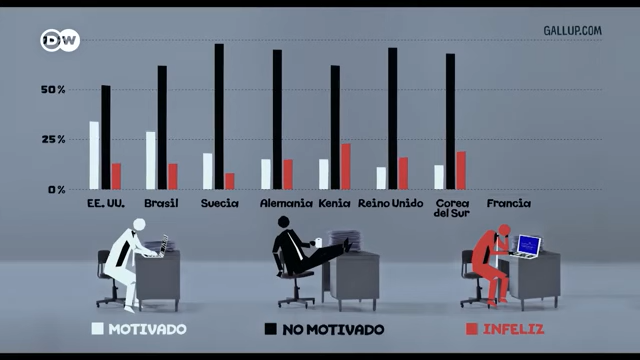 DW
GALLUP.COM
50%
25%
0%
EE. UU.
Brasil
Suecia
Alemania
Kenia
Reino Unido
Corea
del Sur
Francia
MOTIVADO
NO MOTIVADO
INFELIZ